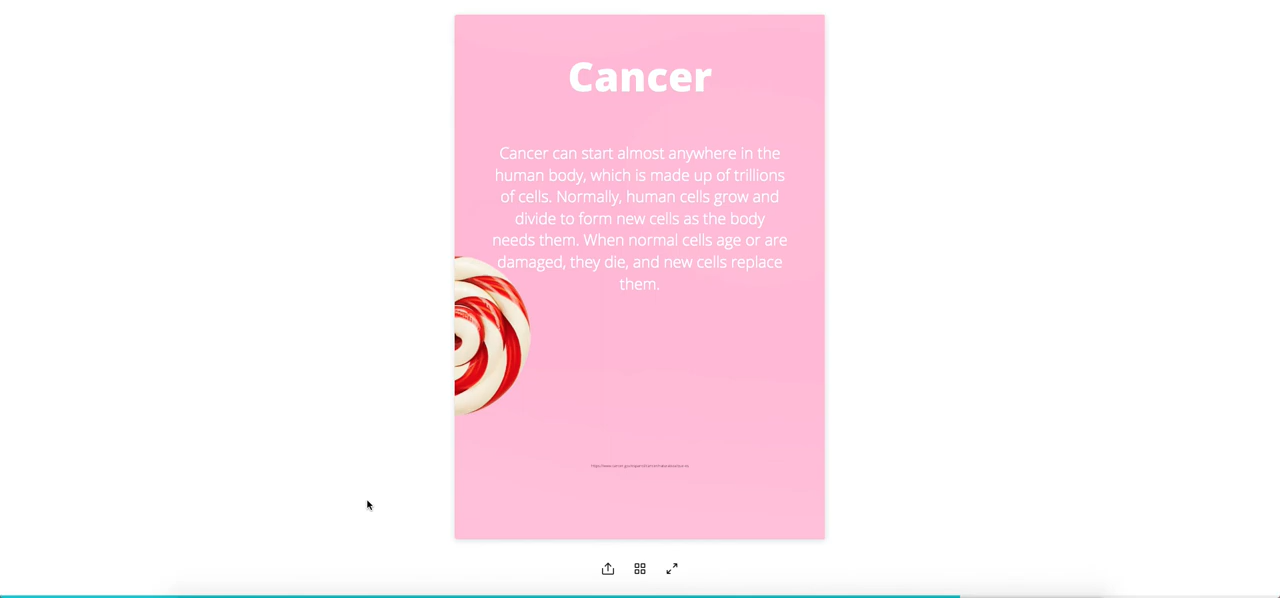 Cancer
Cancer can start almost anywhere in the
human body, which is made up of trillions
of cells. Normally, human cells grow and
divide to form new cells as the body
needs them. When normal cells age or are
damaged, they die, and new cells replace
them.